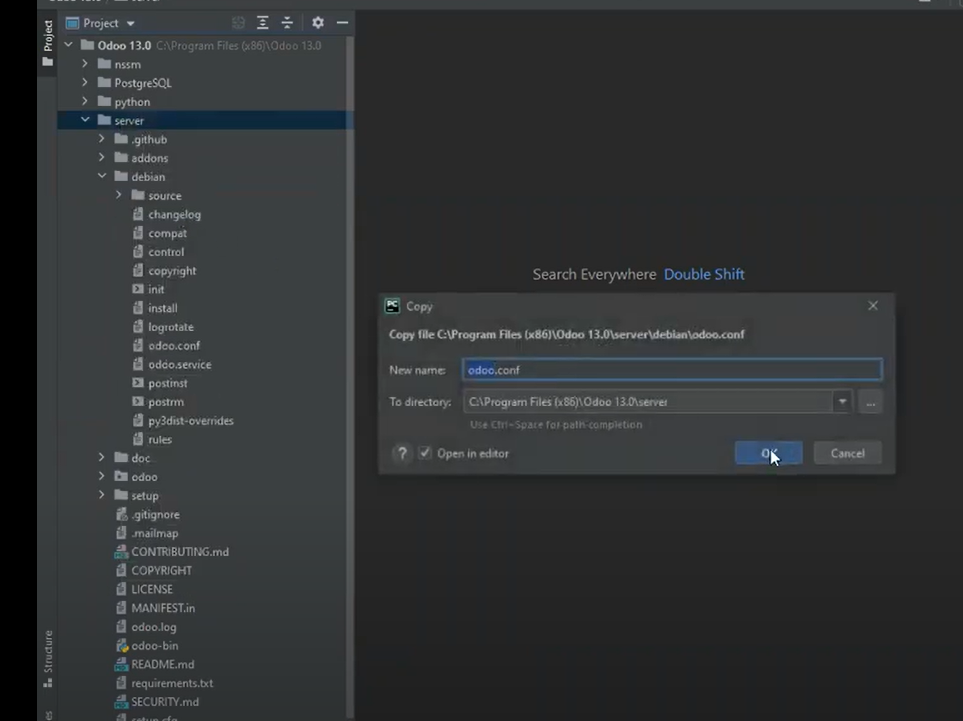 Project
Project
Odoo 13.0 C:\Program Files (x86)\Odoo 13.0
nssm
PostgreSQL
python
server
.github
addons
debian
source
changelog
compat
control
copyright
init
install
logrotate
odoo.conf
odoo.service
postinst
postrm
py3dist-overrides
rules
doc
odoo
setup
.gitignore
.mailmap
CONTRIBUTING.md
COPYRIGHT
LICENSE
MANIFEST.in
odoo.log
odoo-bin
README.md
requirements.txt
SECURITY.md
setup.cfg
Structure
Search Everywhere Double Shift
PC Copy
Copy file C:\Program Files (x86)\Odoo 13.0\server\debian\odoo.conf
New name: odoo.conf
To directory: C:\Program Files (x86)\Odoo 13.0\server
...
Use Ctrl+Space for path completion
? Open in editor
OK
Cancel